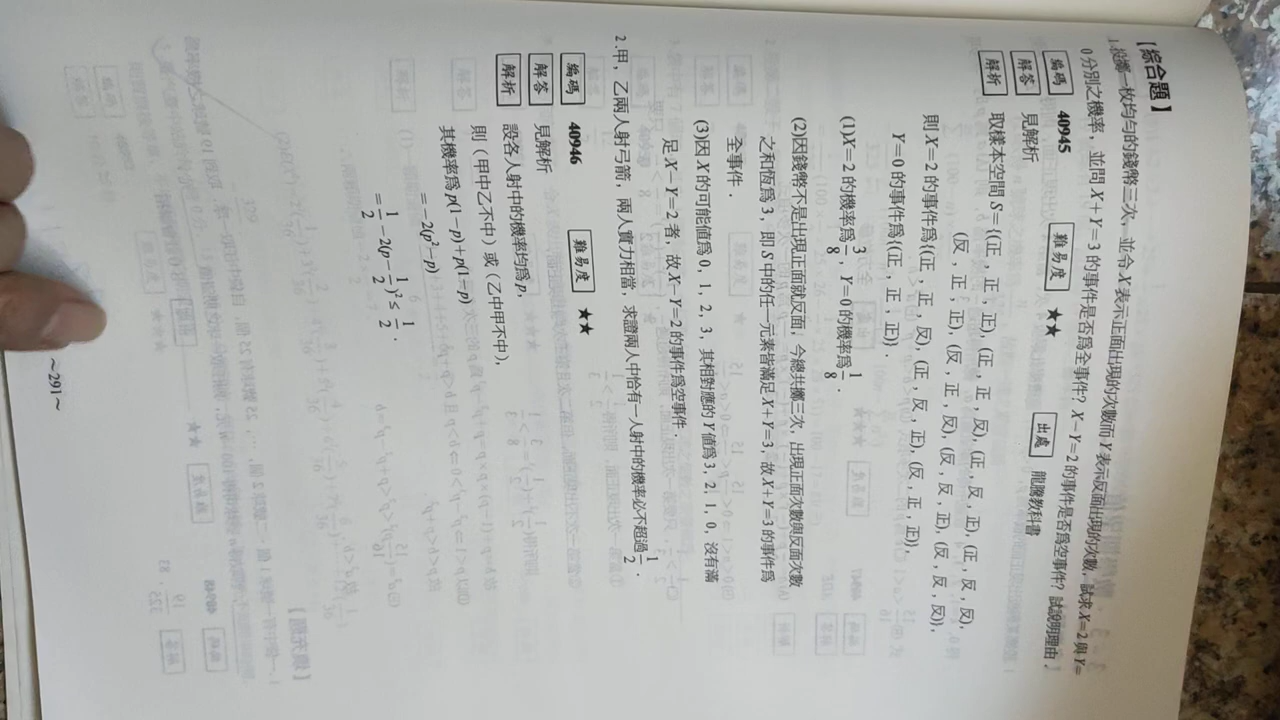 【綜合題】
1.投擲一枚均勻的錢幣三次，並令X表示正面出現的次數而Y表示反面出現的次數，試求X=2與Y=
0分別之機率，並問X+Y=3的事件是否為全事件？X-Y=2的事件是否為空事件？試說明理由．
編碼 40945 難易度 ★★ 出處 龍騰教科書
解答 見解析
解析 取樣本空間S={(正，正，正), (正，正，反), (正，反，正), (正，反，反),
(反，正，正), (反，正，反), (反，反，正), (反，反，反)},
則X=2的事件為{(正，正，反), (正，反，正), (反，正，正)},
Y=0的事件為{(正，正，正)}．
(1)X=2的機率為3/8，Y=0的機率為1/8．
(2)因錢幣不是出現正面就反面，今總共擲三次，出現正面次數與反面次數
之和恆為3，即S中的任一元素皆滿足X+Y=3，故X+Y=3的事件為
全事件．
(3)因X的可能值為0，1，2，3，其相對應的Y值為3，2，1，0，沒有滿
足X-Y=2者，故X-Y=2的事件為空事件．
2.甲，乙兩人射弓箭，兩人實力相當，求證兩人中恰有一人射中的機率必不超過1/2．
編碼 40946 難易度 ★★
解答 見解析
解析 設各人射中的機率均為p,
則（甲中乙不中）或（乙中甲不中），
其機率為p(1-p)+p(1-p)
=-2(p²-p)
=1/2-2(p-1/2)²≤1/2．
～291～